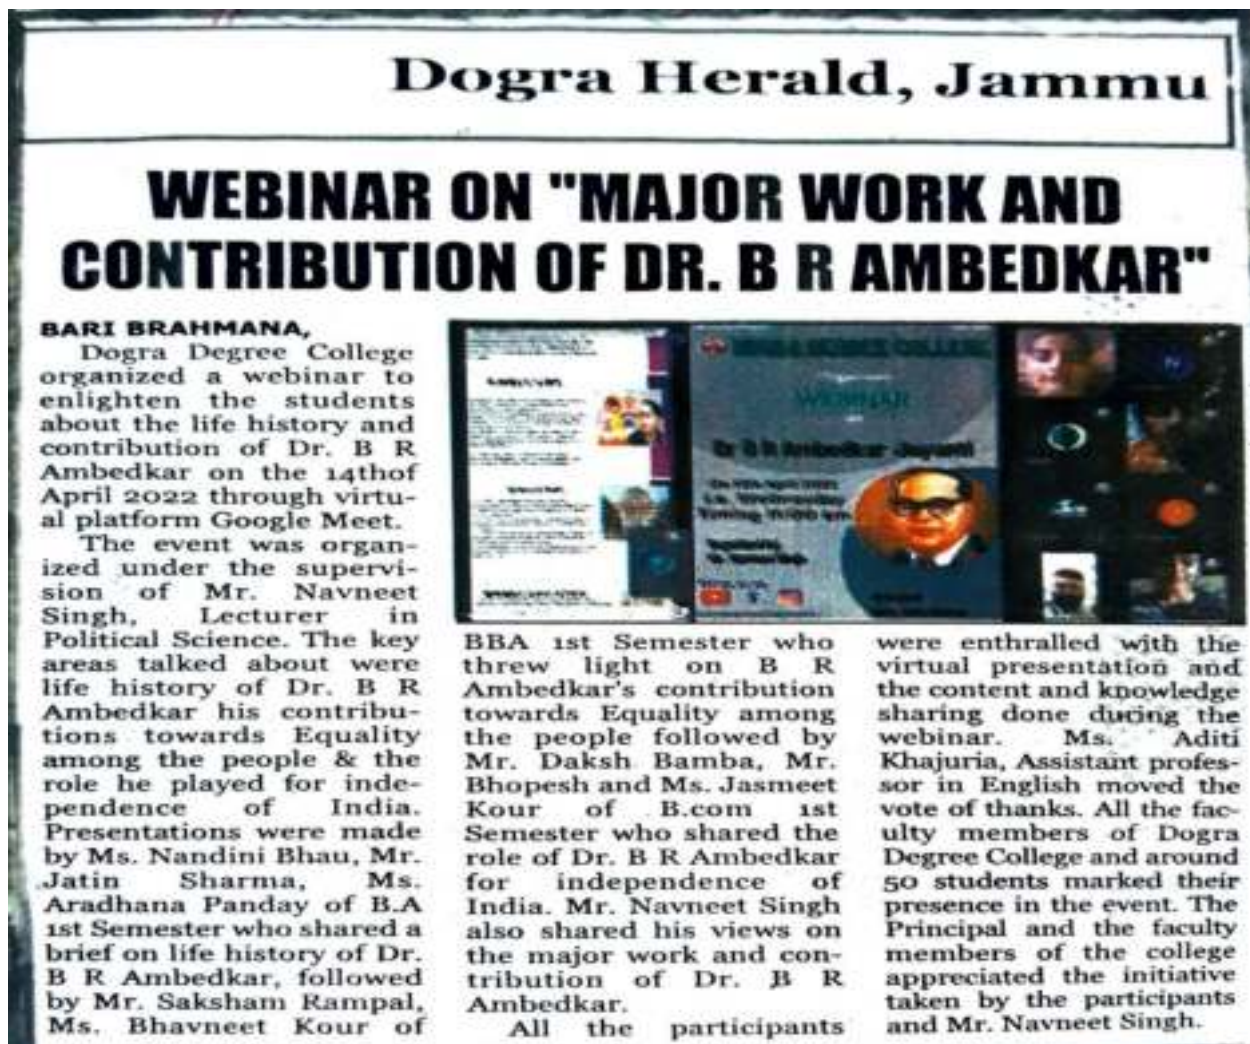 Dogra Herald, Jammu
WEBINAR ON "MAJOR WORK AND
CONTRIBUTION OF DR. B R AMBEDKAR"
BARI BRAHMANA,
Dogra Degree College
organized a webinar to
enlighten the students
about the life history and
contribution of Dr. B R
Ambedkar on the 14thof
April 2022 through virtu-
al platform Google Meet.
The event was organ-
ized under the supervi-
sion of Mr. Navneet
Singh, Lecturer in
Political Science. The key
areas talked about were
life history of Dr. B R
Ambedkar his contribu-
tions towards Equality
among the people & the
role he played for inde-
pendence of India.
Presentations were made
by Ms. Nandini Bhau, Mr.
Jatin Sharma, Ms.
Aradhana Panday of B.A
1st Semester who shared a
brief on life history of Dr.
B R Ambedkar, followed
by Mr. Saksham Rampal,
Ms. Bhavneet Kour of
DOGRA DEGREE COLLEGE
WEBINAR
Dr B R Ambedkar Jayanti
BBA 1st Semester who
threw light on B R
Ambedkar's contribution
towards Equality among
the people followed by
Mr. Daksh Bamba, Mr.
Bhopesh and Ms. Jasmeet
Kour of B.com 1st
Semester who shared the
role of Dr. B R Ambedkar
for independence of
India. Mr. Navneet Singh
also shared his views on
the major work and con-
tribution of Dr. B R
Ambedkar.
All the participants
were enthralled with the
virtual presentation and
the content and knowledge
sharing done during the
webinar. Ms. Aditi
Khajuria, Assistant profes-
sor in English moved the
vote of thanks. All the fac-
ulty members of Dogra
Degree College and around
50 students marked their
presence in the event. The
Principal and the faculty
members of the college
appreciated the initiative
taken by the participants
and Mr. Navneet Singh.